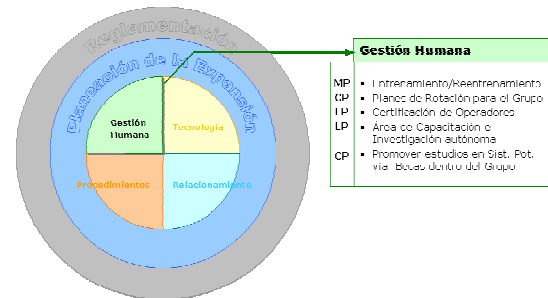 Reglamentación
Planeación de la Expansión
Gestión
Humana
Tecnología
Procedimientos
Relacionamiento
Gestión Humana
MP ▪ Entrenamiento/Reentrenamiento
CP ▪ Planes de Rotación para el Grupo
LP ▪ Certificación de Operadores
LP ▪ Área de Capacitación e
Investigación autónoma
CP ▪ Promover estudios en Sist. Pot.
via Becas dentro del Grupo